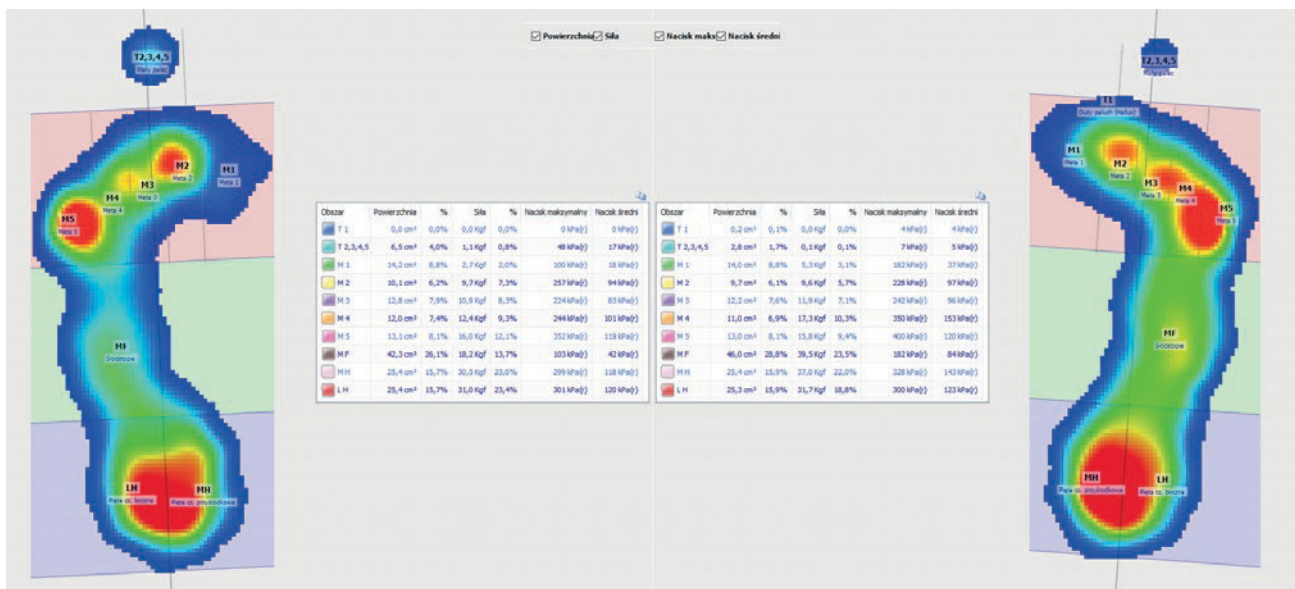 Powierzchnia Siła Nacisk maks Nacisk średni
T2,3,4,5
Mały palec
M2
Meta 2
M1
Meta 1
M3
Meta 3
M4
Meta 4
M5
Meta 5
MF
Śródstopie
LH
Pięta cz. boczna
MH
Pięta cz. przyśrodkowa
Obszar Powierzchnia % Siła % Nacisk maksymalny Nacisk średni
T 1 0,0 cm² 0,0% 0,0 Kgf 0,0% 0 kPa(r) 0 kPa(r)
T 2,3,4,5 6,5 cm² 4,0% 1,1 Kgf 0,8% 48 kPa(r) 17 kPa(r)
M 1 14,2 cm² 8,8% 2,7 Kgf 2,0% 100 kPa(r) 18 kPa(r)
M 2 10,1 cm² 6,2% 9,7 Kgf 7,3% 257 kPa(r) 94 kPa(r)
M 3 12,8 cm² 7,9% 10,9 Kgf 8,3% 224 kPa(r) 83 kPa(r)
M 4 12,0 cm² 7,4% 12,4 Kgf 9,3% 244 kPa(r) 101 kPa(r)
M 5 13,1 cm² 8,1% 16,0 Kgf 12,1% 352 kPa(r) 119 kPa(r)
M F 42,3 cm² 26,1% 18,2 Kgf 13,7% 103 kPa(r) 42 kPa(r)
M H 25,4 cm² 15,7% 30,5 Kgf 23,0% 299 kPa(r) 118 kPa(r)
L H 25,4 cm² 15,7% 31,0 Kgf 23,4% 301 kPa(r) 120 kPa(r)
Obszar Powierzchnia % Siła % Nacisk maksymalny Nacisk średni
T 1 0,2 cm² 0,1% 0,0 Kgf 0,0% 4 kPa(r) 4 kPa(r)
T 2,3,4,5 2,8 cm² 1,7% 0,1 Kgf 0,1% 7 kPa(r) 5 kPa(r)
M 1 14,0 cm² 8,8% 5,3 Kgf 3,1% 182 kPa(r) 37 kPa(r)
M 2 9,7 cm² 6,1% 9,6 Kgf 5,7% 228 kPa(r) 97 kPa(r)
M 3 12,2 cm² 7,6% 11,9 Kgf 7,1% 242 kPa(r) 96 kPa(r)
M 4 11,0 cm² 6,9% 17,3 Kgf 10,3% 350 kPa(r) 153 kPa(r)
M 5 13,0 cm² 8,1% 15,8 Kgf 9,4% 400 kPa(r) 120 kPa(r)
M F 46,0 cm² 28,8% 39,5 Kgf 23,5% 182 kPa(r) 84 kPa(r)
M H 25,4 cm² 15,9% 37,0 Kgf 22,0% 328 kPa(r) 143 kPa(r)
L H 25,3 cm² 15,9% 31,7 Kgf 18,8% 300 kPa(r) 123 kPa(r)
T2,3,4,5
T1
Duży paluch (Hallux)
M1
Meta 1
M2
Meta 2
M3
Meta 3
M4
Meta 4
M5
Meta 5
MF
Śródstopie
MH
Pięta cz. przyśrodkowa
LH
Pięta cz. boczna